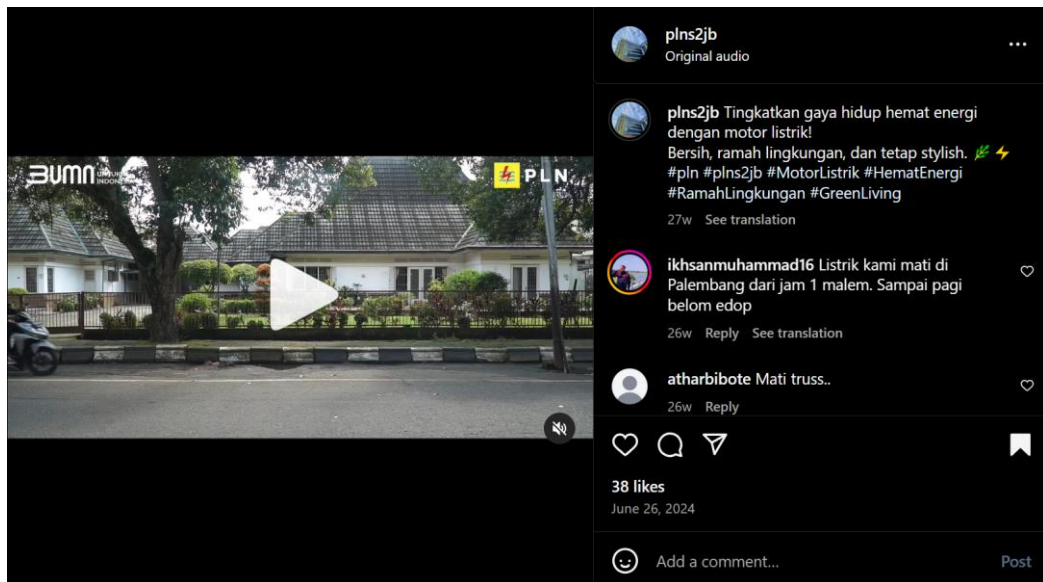 BUMN UNTUK INDONESIA
PLN
plns2jb
Original audio
plns2jb Tingkatkan gaya hidup hemat energi
dengan motor listrik!
Bersih, ramah lingkungan, dan tetap stylish. 🌿⚡
#pln #plns2jb #MotorListrik #HematEnergi
#RamahLingkungan #GreenLiving
27w See translation
ikhsanmuhammad16 Listrik kami mati di
Palembang dari jam 1 malem. Sampai pagi
belom edop
26w Reply See translation
atharbibote Mati truss..
26w Reply
38 likes
June 26, 2024
Add a comment...
Post